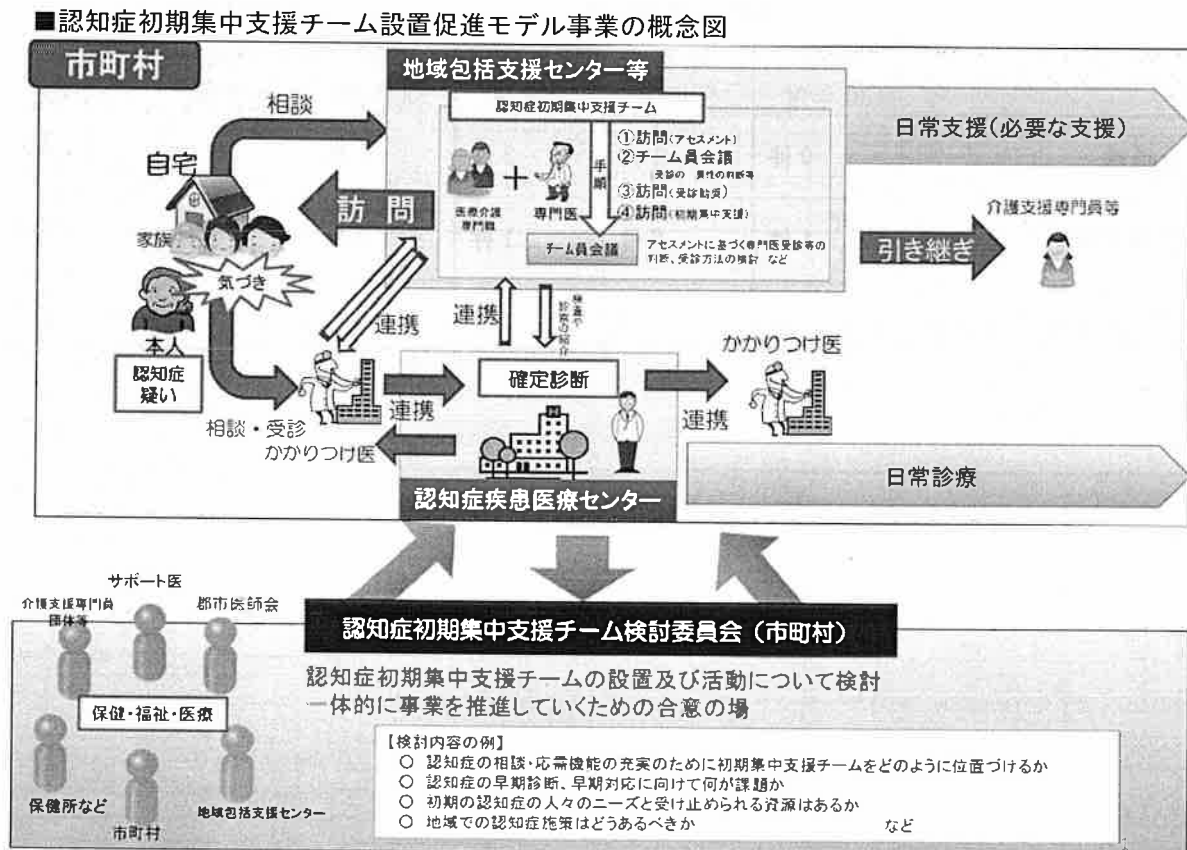 ■認知症初期集中支援チーム設置促進モデル事業の概念図
市町村
地域包括支援センター等
相談
認知症初期集中支援チーム
日常支援(必要な支援)
①訪問(アセスメント)
②チーム員会議
手順
③訪問(受診勧奨)
④訪問(初期集中支援)
自宅
訪問
医療介護
専門職
専門医
介護支援専門員等
家族
チーム員会議
アセスメントに基づく専門医受診等の
判断、受診方法の検討 など
引き継ぎ
気づき
連携
連携
検査や
診察の紹介
本人
認知症
疑い
かかりつけ医
確定診断
連携
連携
相談・受診
かかりつけ医
日常診療
認知症疾患医療センター
サポート医
介護支援専門員
団体等
郡市医師会
認知症初期集中支援チーム検討委員会(市町村)
認知症初期集中支援チームの設置及び活動について検討
一体的に事業を推進していくための合意の場
保健・福祉・医療
【検討内容の例】
○ 認知症の相談・応需機能の充実のために初期集中支援チームをどのように位置づけるか
○ 認知症の早期診断、早期対応に向けて何が課題か
○ 初期の認知症の人々のニーズと受け止められる資源はあるか
○ 地域での認知症施策はどうあるべきか など
保健所など
市町村
地域包括支援センター